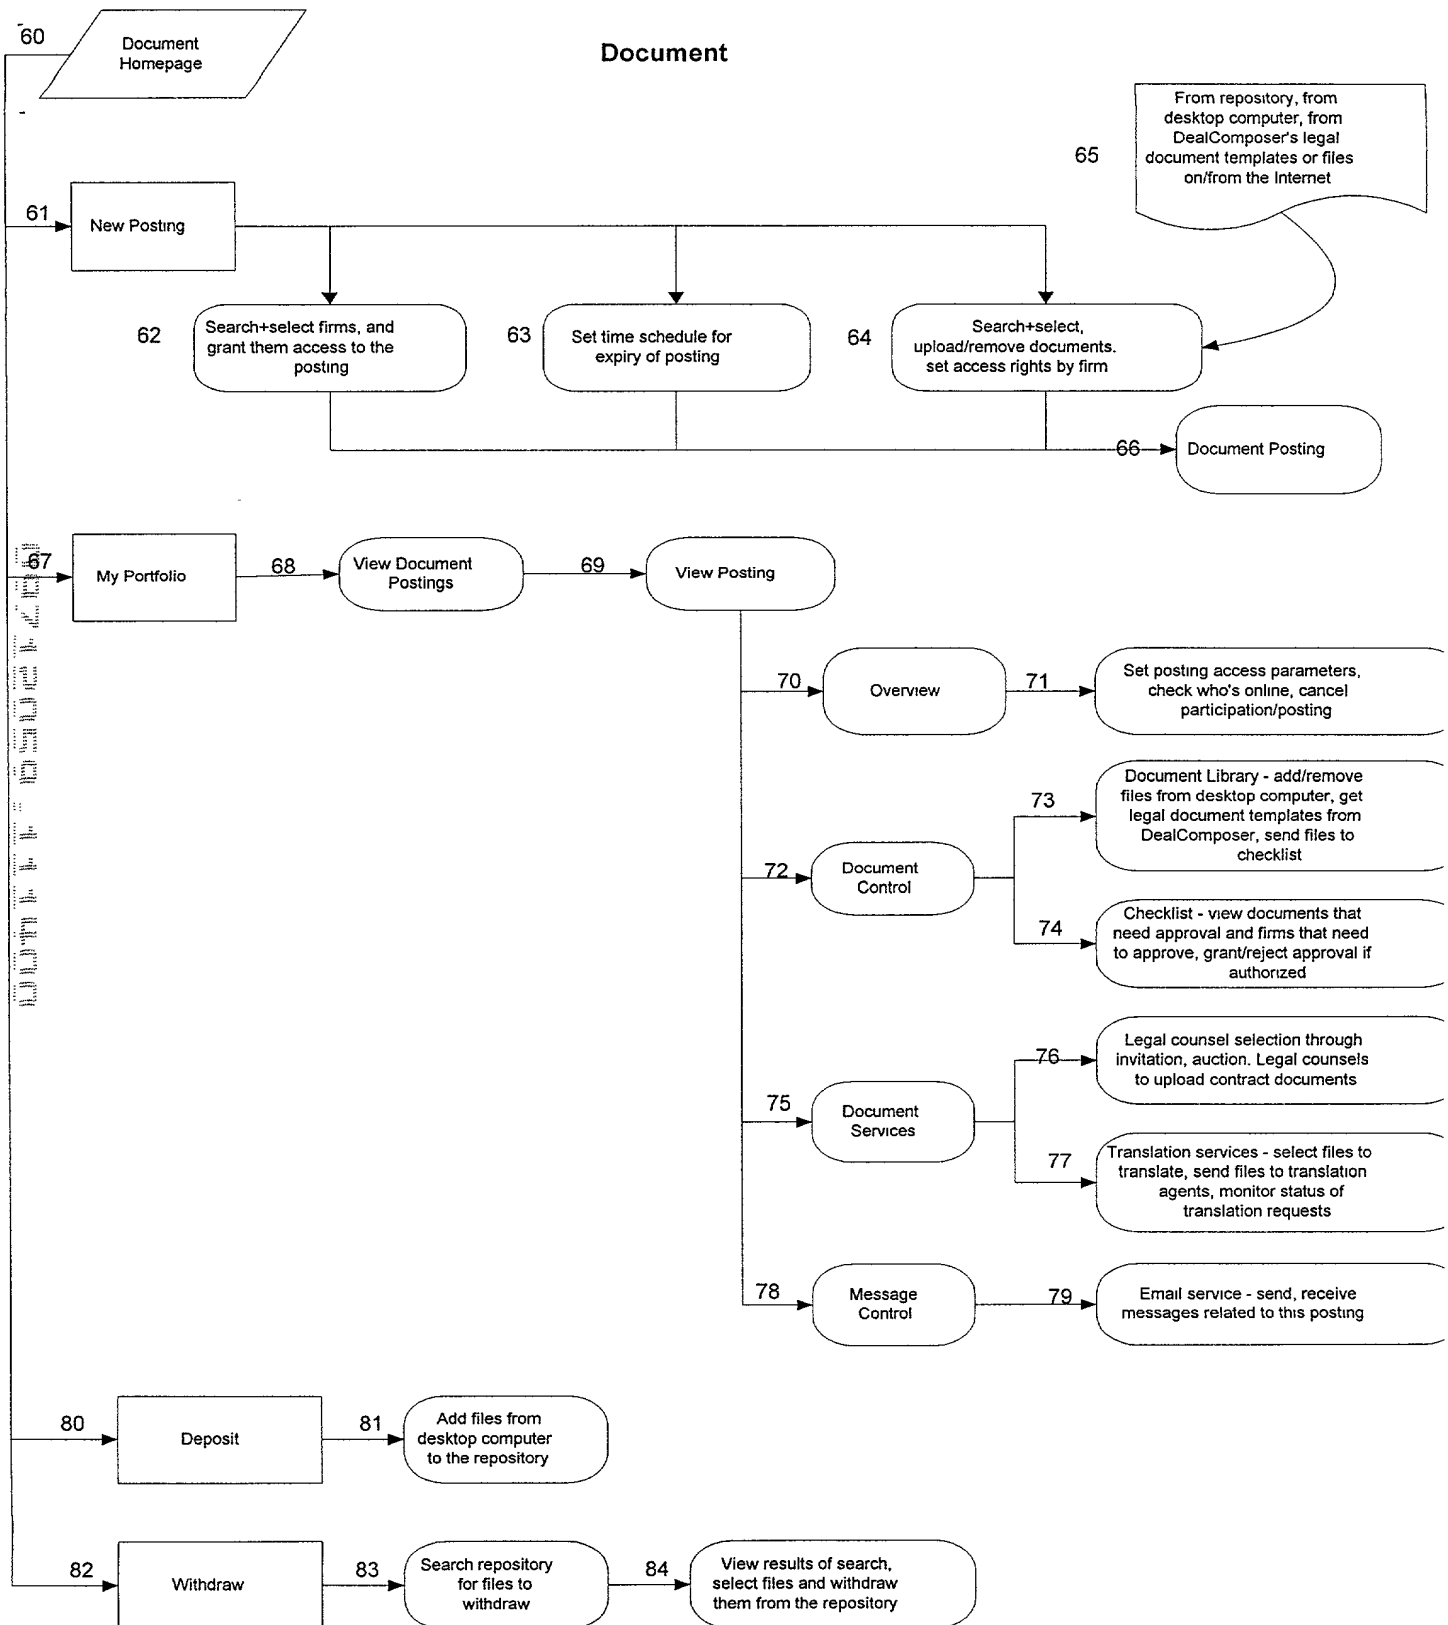 60
Document
Homepage
Document
From repository, from
desktop computer, from
DealComposer's legal
document templates or files
on/from the Internet
65
61
New Posting
62
Search+select firms, and
grant them access to the
posting
63
Set time schedule for
expiry of posting
64
Search+select,
upload/remove documents.
set access rights by firm
66
Document Posting
67
My Portfolio
68
View Document
Postings
69
View Posting
70
Overview
71
Set posting access parameters,
check who's online, cancel
participation/posting
72
Document
Control
73
Document Library - add/remove
files from desktop computer, get
legal document templates from
DealComposer, send files to
checklist
74
Checklist - view documents that
need approval and firms that need
to approve, grant/reject approval if
authorized
75
Document
Services
76
Legal counsel selection through
invitation, auction. Legal counsels
to upload contract documents
77
Translation services - select files to
translate, send files to translation
agents, monitor status of
translation requests
78
Message
Control
79
Email service - send, receive
messages related to this posting
80
Deposit
81
Add files from
desktop computer
to the repository
82
Withdraw
83
Search repository
for files to
withdraw
84
View results of search,
select files and withdraw
them from the repository